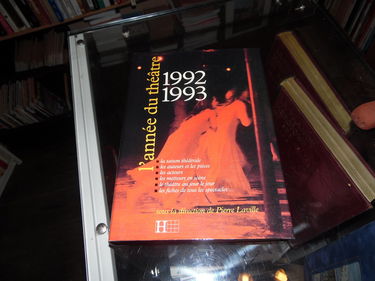 l'année du théâtre
1992
1993
• la saison théâtrale
• les auteurs et les pièces
• les acteurs
• les metteurs en scène
• le théâtre au jour le jour
• les fiches de tous les spectacles
sous la direction de Pierre Laville
H